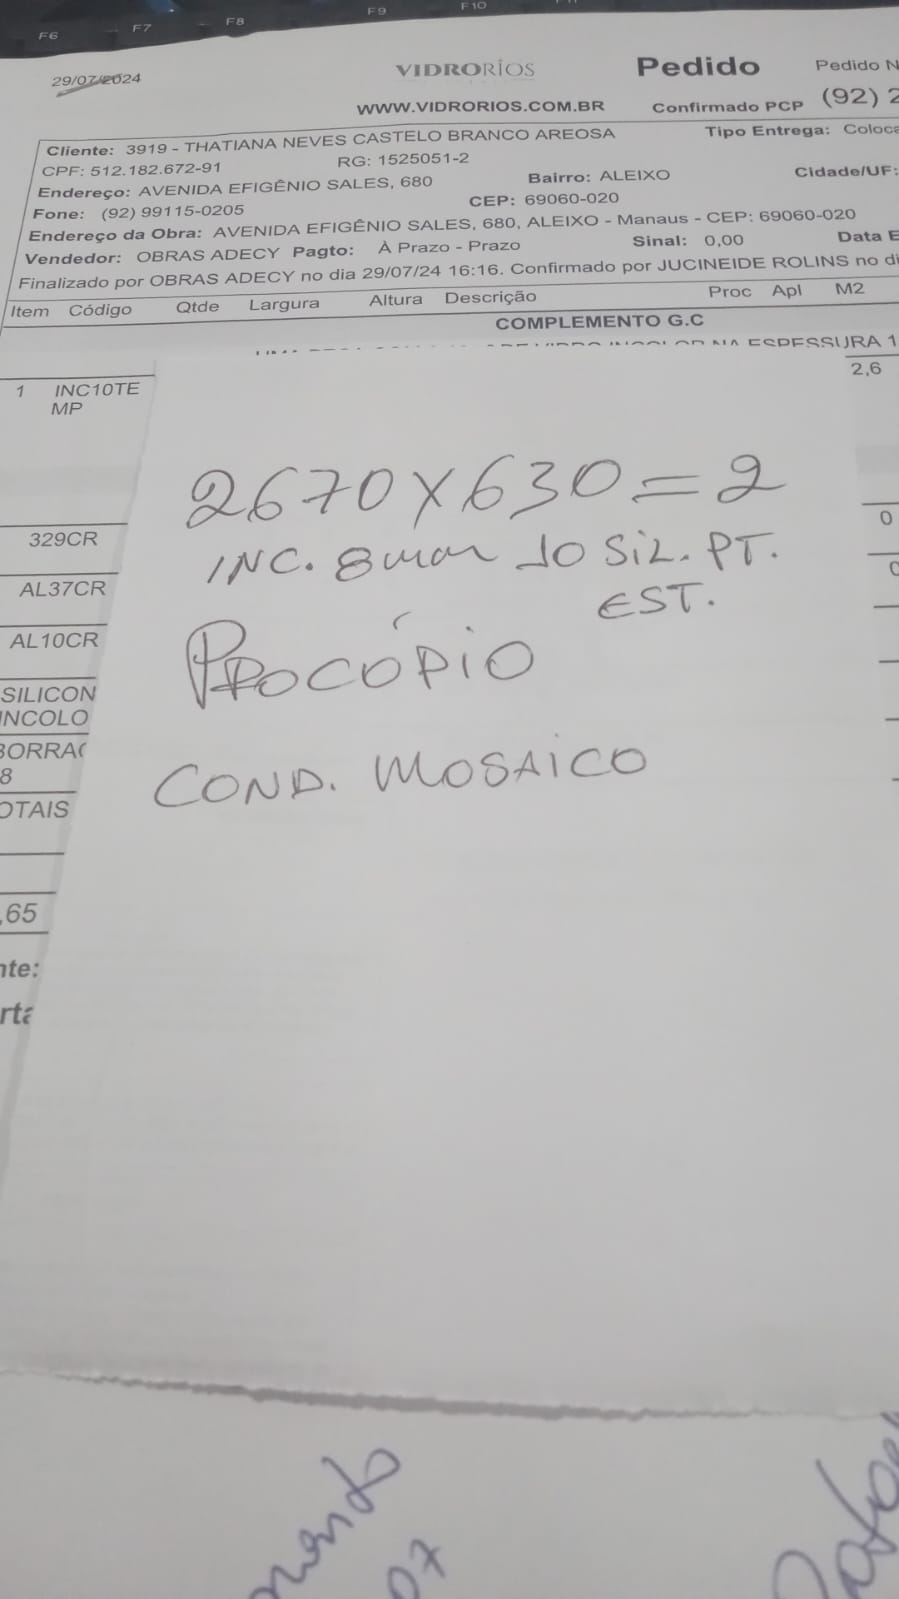 F6 F7 F8 F9 F10
29/07/2024 VIDRORÍOS Pedido Pedido N
WWW.VIDRORIOS.COM.BR Confirmado PCP (92) 2
Cliente: 3919 - THATIANA NEVES CASTELO BRANCO AREOSA Tipo Entrega: Coloca
CPF: 512.182.672-91 RG: 1525051-2
Endereço: AVENIDA EFIGÊNIO SALES, 680 Bairro: ALEIXO Cidade/UF:
Fone: (92) 99115-0205 CEP: 69060-020
Endereço da Obra: AVENIDA EFIGÊNIO SALES, 680, ALEIXO - Manaus - CEP: 69060-020
Vendedor: OBRAS ADECY Pagto: À Prazo - Prazo Sinal: 0,00 Data E
Finalizado por OBRAS ADECY no dia 29/07/24 16:16. Confirmado por JUCINEIDE ROLINS no di
Item Código Qtde Largura Altura Descrição Proc Apl M2
COMPLEMENTO G.C
NA ESPESSURA 1
1 INC10TE 2,6
MP
2670X630=2
329CR 0
INC. 8mm 10 SIL. PT.
AL37CR
EST.
AL10CR
PROCÓPIO
SILICON
INCOLO
BORRAC
8
COND. MOSAICO
OTAIS
,65
nte:
rta
07